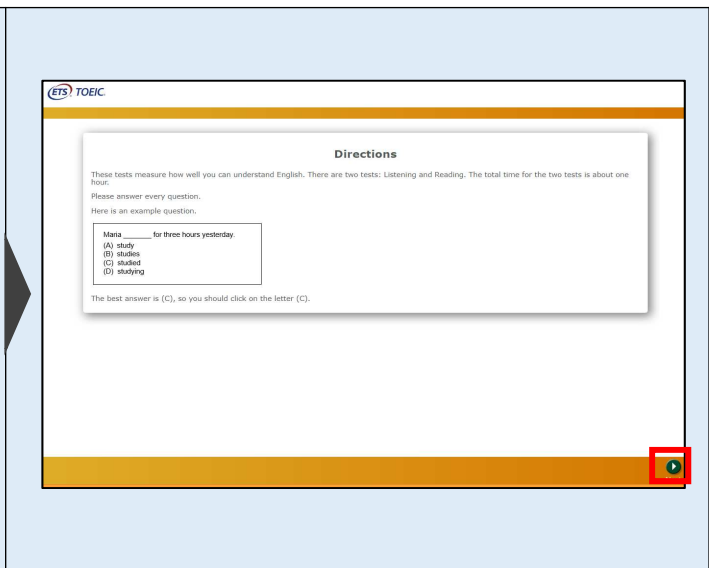 ETS TOEIC.
Directions
These tests measure how well you can understand English. There are two tests: Listening and Reading. The total time for the two tests is about one
hour.
Please answer every question.
Here is an example question.
Maria _______ for three hours yesterday.
(A) study
(B) studies
(C) studied
(D) studying
The best answer is (C), so you should click on the letter (C).